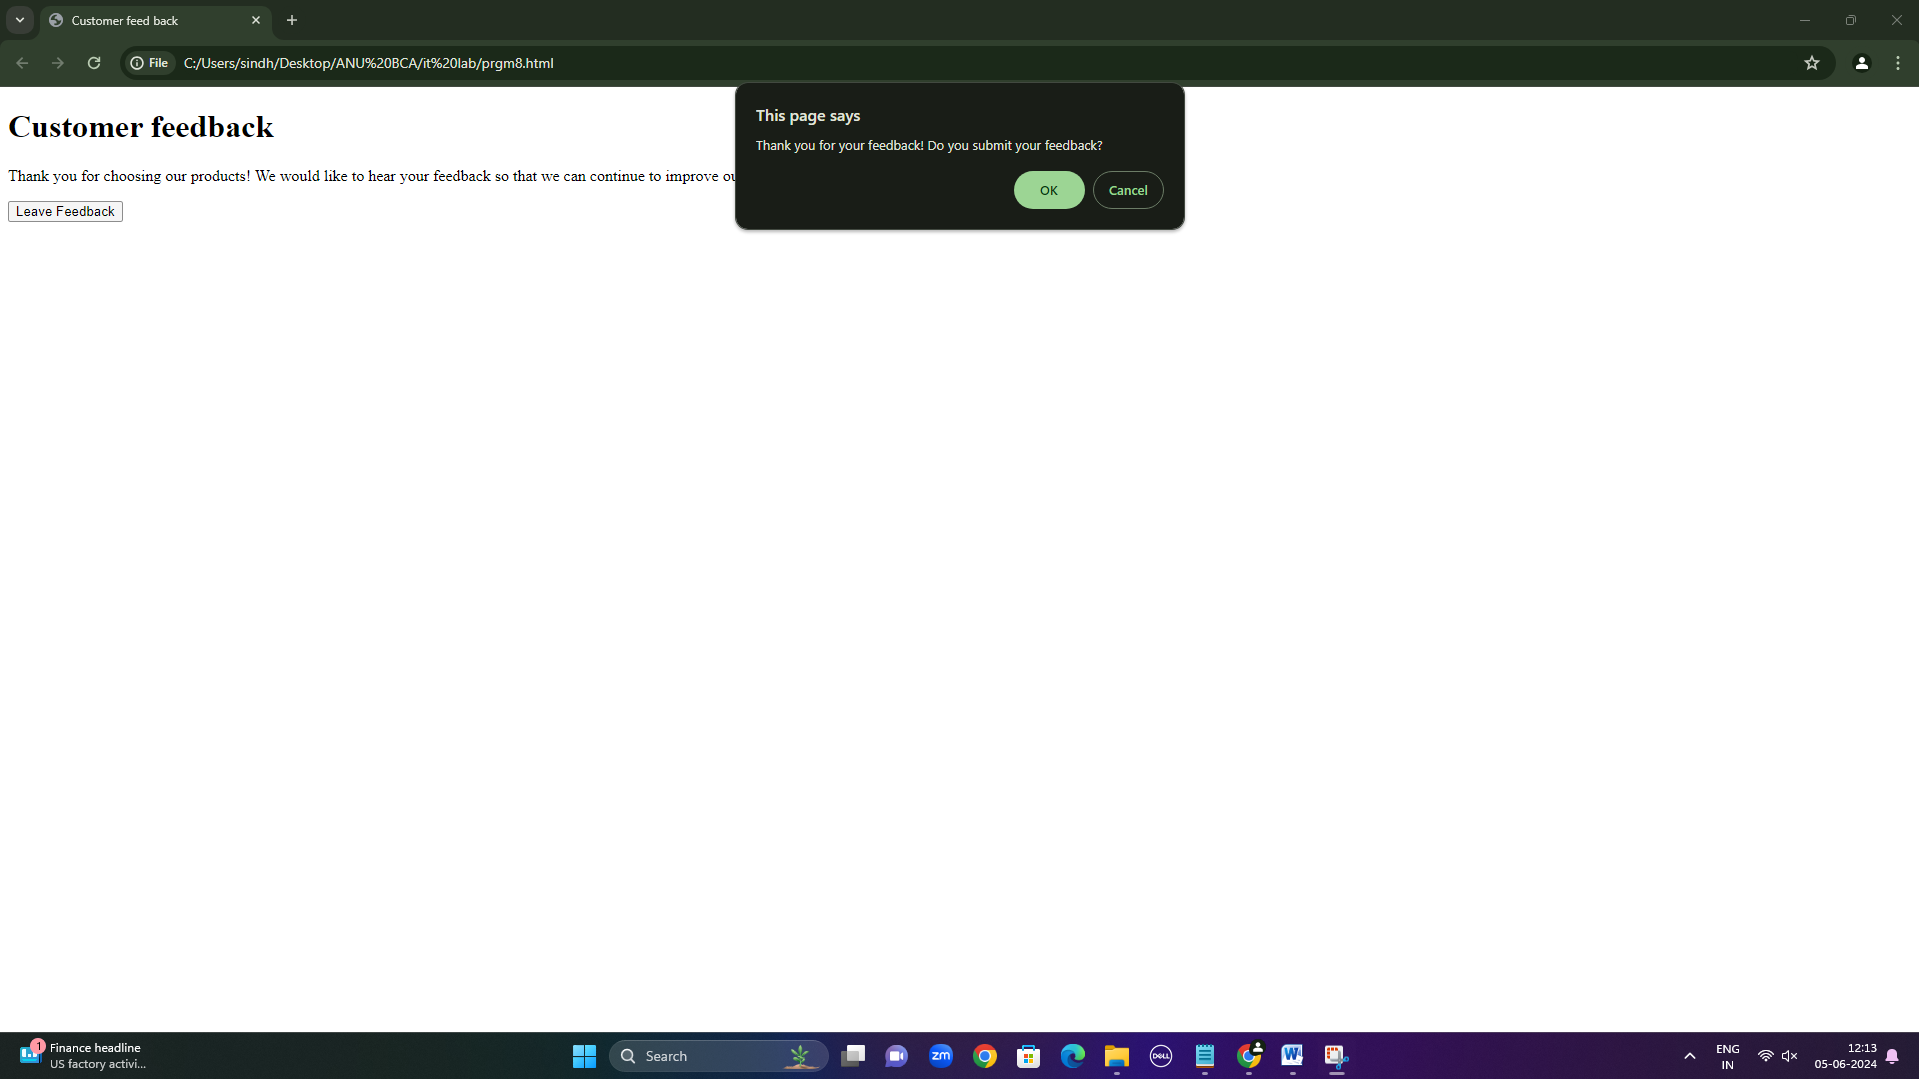 Customer feed back
File
C:/Users/sindh/Desktop/ANU%20BCA/it%20lab/prgm8.html
This page says
Thank you for your feedback! Do you submit your feedback?
OK
Cancel
Customer feedback
Thank you for choosing our products! We would like to hear your feedback so that we can continue to improve ou
Leave Feedback
1
Finance headline
US factory activi...
Search
zm
DELL
W
ENG
IN
12:13
05-06-2024